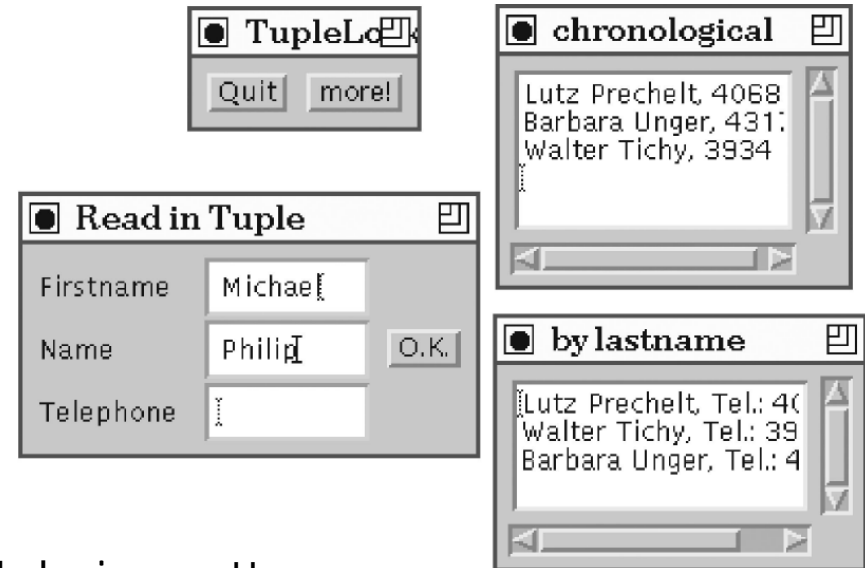 TupleLo
Quit more!
chronological
Lutz Prechelt, 4068
Barbara Unger, 431
Walter Tichy, 3934
Read in Tuple
Firstname Michael
Name Philip O.K.
Telephone
by lastname
Lutz Prechelt, Tel.: 4
Walter Tichy, Tel.: 39
Barbara Unger, Tel.: 4